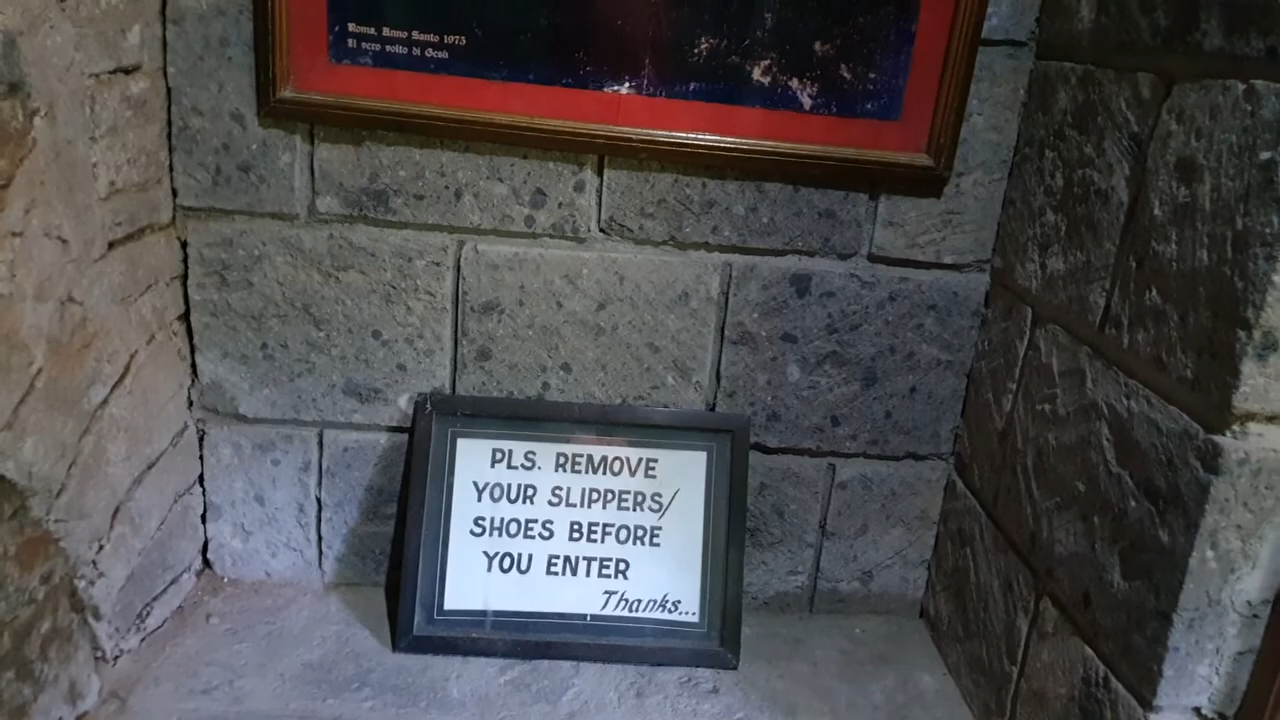 Roma, Anno Santo 1975
Il vero volto di Gesù
PLS. REMOVE
YOUR SLIPPERS/
SHOES BEFORE
YOU ENTER
Thanks...